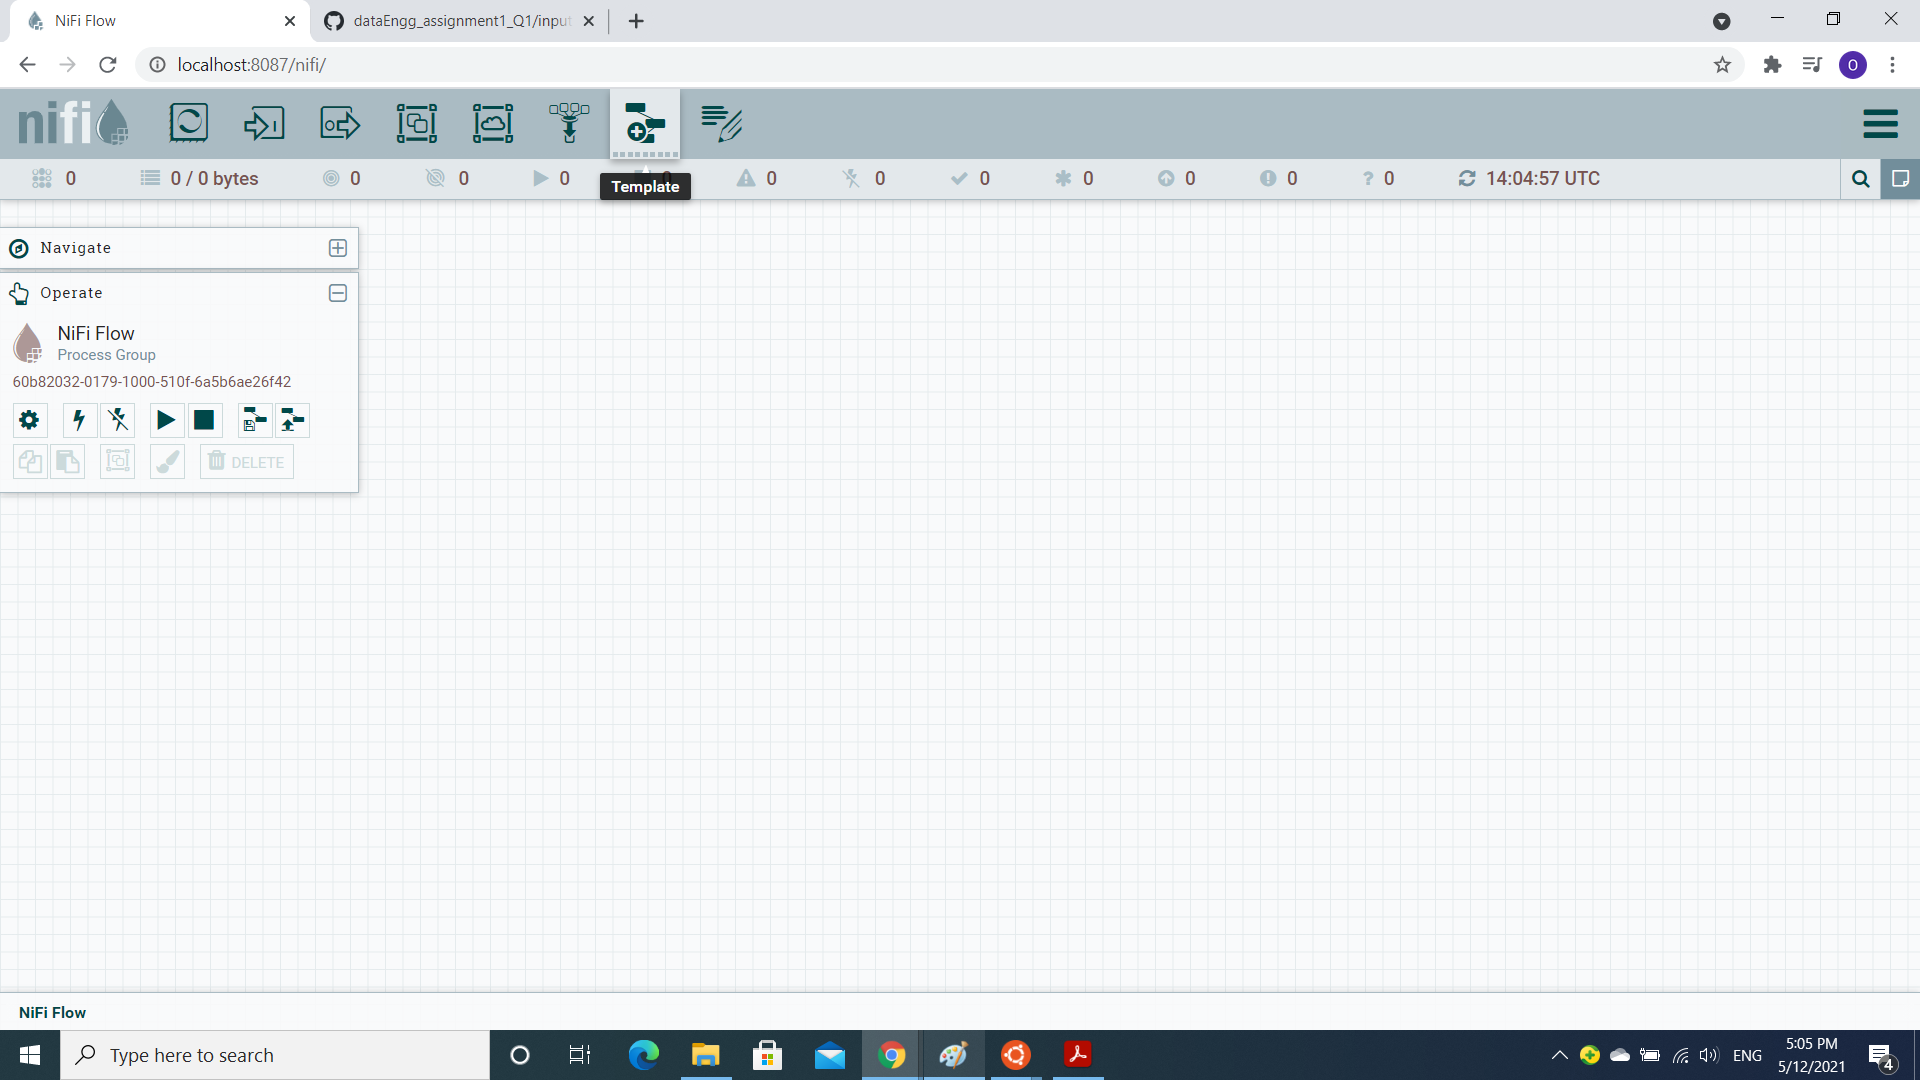 NiFi Flow
dataEngg_assignment1_Q1/input
localhost:8087/nifi/
O
nifi
0
0 / 0 bytes
0
0
0
0
0
0
0
0
0
0
? 0
14:04:57 UTC
Template
Navigate
Operate
NiFi Flow
Process Group
60b82032-0179-1000-510f-6a5b6ae26f42
DELETE
NiFi Flow
Type here to search
ENG
5:05 PM
5/12/2021
4